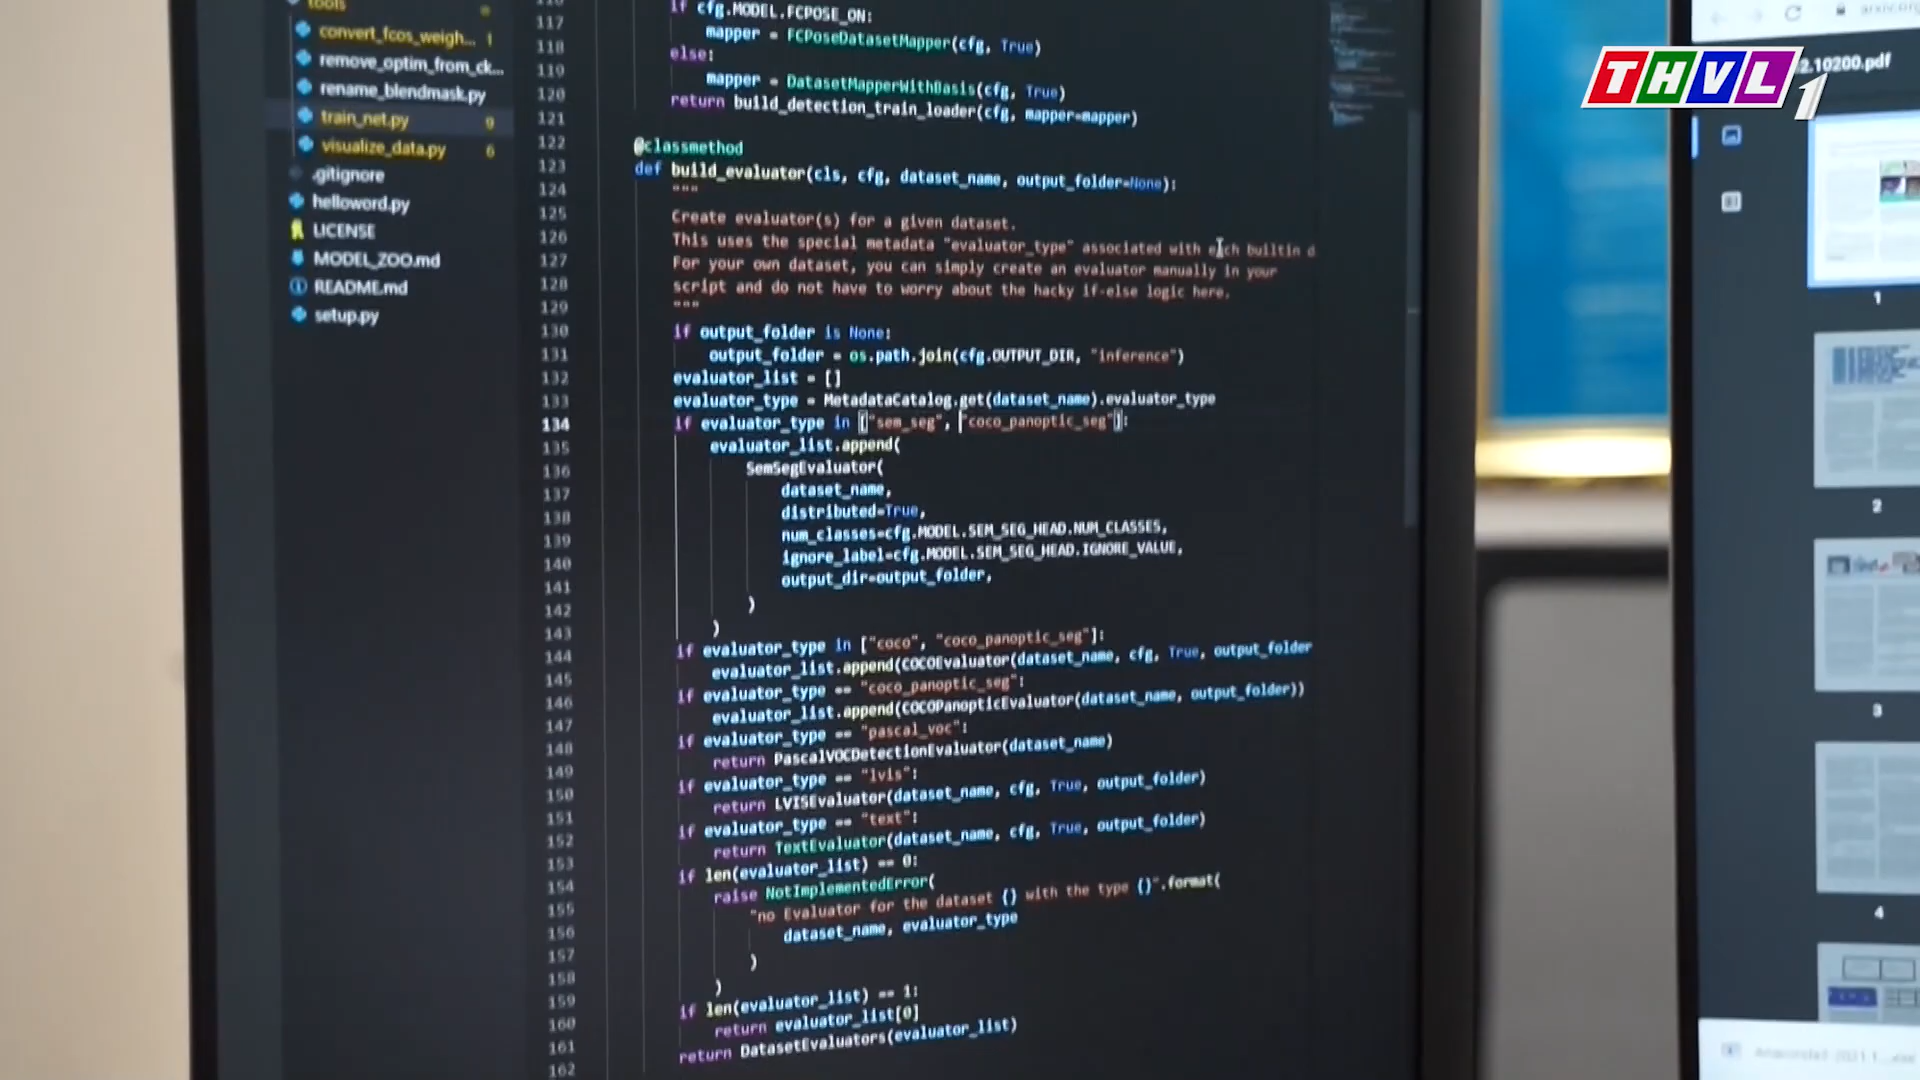 tools
convert_fcos_weigh... 1
remove_optim_from_ck...
rename_blendmask.py
train_net.py 9
visualize_data.py 6
.gitignore
helloword.py
LICENSE
MODEL_ZOO.md
README.md
setup.py
117 if cfg.MODEL.FCPOSE_ON:
118 mapper = FCPoseDatasetMapper(cfg, True)
119 else:
120 mapper = DatasetMapperWithBasis(cfg, True)
121 return build_detection_train_loader(cfg, mapper=mapper)
122 @classmethod
123 def build_evaluator(cls, cfg, dataset_name, output_folder=None):
124 """
125 Create evaluator(s) for a given dataset.
126 This uses the special metadata "evaluator_type" associated with each builtin d
127 For your own dataset, you can simply create an evaluator manually in your
128 script and do not have to worry about the hacky if-else logic here.
129 """
130 if output_folder is None:
131 output_folder = os.path.join(cfg.OUTPUT_DIR, "inference")
132 evaluator_list = []
133 evaluator_type = MetadataCatalog.get(dataset_name).evaluator_type
134 if evaluator_type in ["sem_seg", "coco_panoptic_seg"]:
135 evaluator_list.append(
136 SemSegEvaluator(
137 dataset_name,
138 distributed=True,
139 num_classes=cfg.MODEL.SEM_SEG_HEAD.NUM_CLASSES,
140 ignore_label=cfg.MODEL.SEM_SEG_HEAD.IGNORE_VALUE,
141 output_dir=output_folder,
142 )
143 )
144 if evaluator_type in ["coco", "coco_panoptic_seg"]:
145 evaluator_list.append(COCOEvaluator(dataset_name, cfg, True, output_folder
146 if evaluator_type == "coco_panoptic_seg":
147 evaluator_list.append(COCOPanopticEvaluator(dataset_name, output_folder))
148 if evaluator_type == "pascal_voc":
149 return PascalVOCDetectionEvaluator(dataset_name)
150 if evaluator_type == "lvis":
151 return LVISEvaluator(dataset_name, cfg, True, output_folder)
152 if evaluator_type == "text":
153 return TextEvaluator(dataset_name, cfg, True, output_folder)
154 if len(evaluator_list) == 0:
155 raise NotImplementedError(
156 "no Evaluator for the dataset {} with the type {}".format(
157 dataset_name, evaluator_type
158 )
159 )
160 if len(evaluator_list) == 1:
161 return evaluator_list[0]
162 return DatasetEvaluators(evaluator_list)
THVL1
2.10200.pdf
1
2
3
4